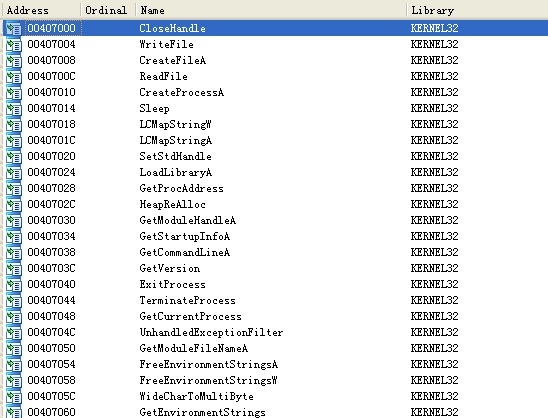 Address Ordinal Name Library
00407000 CloseHandle KERNEL32
00407004 WriteFile KERNEL32
00407008 CreateFileA KERNEL32
0040700C ReadFile KERNEL32
00407010 CreateProcessA KERNEL32
00407014 Sleep KERNEL32
00407018 LCMapStringW KERNEL32
0040701C LCMapStringA KERNEL32
00407020 SetStdHandle KERNEL32
00407024 LoadLibraryA KERNEL32
00407028 GetProcAddress KERNEL32
0040702C HeapReAlloc KERNEL32
00407030 GetModuleHandleA KERNEL32
00407034 GetStartupInfoA KERNEL32
00407038 GetCommandLineA KERNEL32
0040703C GetVersion KERNEL32
00407040 ExitProcess KERNEL32
00407044 TerminateProcess KERNEL32
00407048 GetCurrentProcess KERNEL32
0040704C UnhandledExceptionFilter KERNEL32
00407050 GetModuleFileNameA KERNEL32
00407054 FreeEnvironmentStringsA KERNEL32
00407058 FreeEnvironmentStringsW KERNEL32
0040705C WideCharToMultiByte KERNEL32
00407060 GetEnvironmentStrings KERNEL32